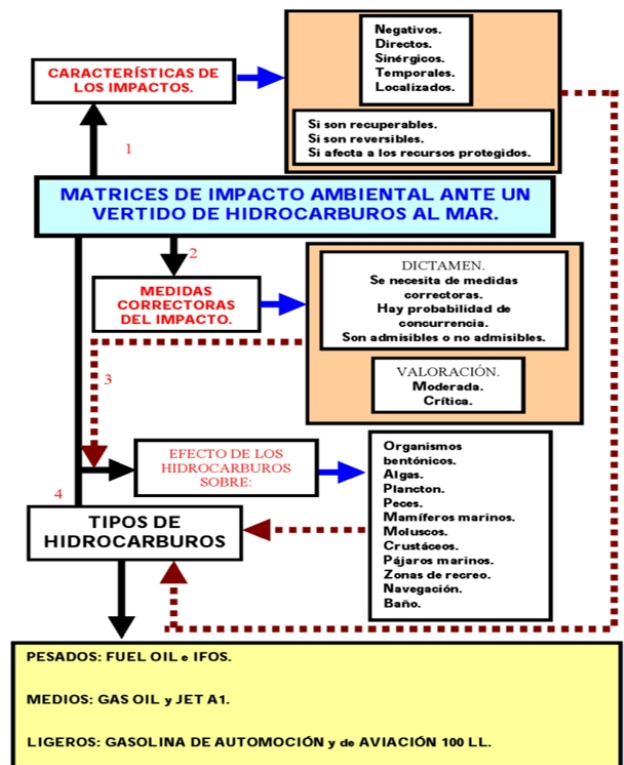 CARACTERÍSTICAS DE
LOS IMPACTOS.
Negativos.
Directos.
Sinérgicos.
Temporales.
Localizados.
Si son recuperables.
Si son reversibles.
Si afecta a los recursos protegidos.
1
MATRICES DE IMPACTO AMBIENTAL ANTE UN
VERTIDO DE HIDROCARBUROS AL MAR.
2
MEDIDAS
CORRECTORAS
DEL IMPACTO.
DICTAMEN.
Se necesita de medidas
correctoras.
Hay probabilidad de
concurrencia.
Son admisibles o no admisibles.
VALORACIÓN.
Moderada.
Crítica.
3
EFECTO DE LOS
HIDROCARBUROS
SOBRE:
Organismos
bentónicos.
Algas.
Plancton.
Peces.
Mamíferos marinos.
Moluscos.
Crustáceos.
Pájaros marinos.
Zonas de recreo.
Navegación.
Baño.
4
TIPOS DE
HIDROCARBUROS
PESADOS: FUEL OIL e IFOS.
MEDIOS: GAS OIL y JET A1.
LIGEROS: GASOLINA DE AUTOMOCIÓN y de AVIACIÓN 100 LL.